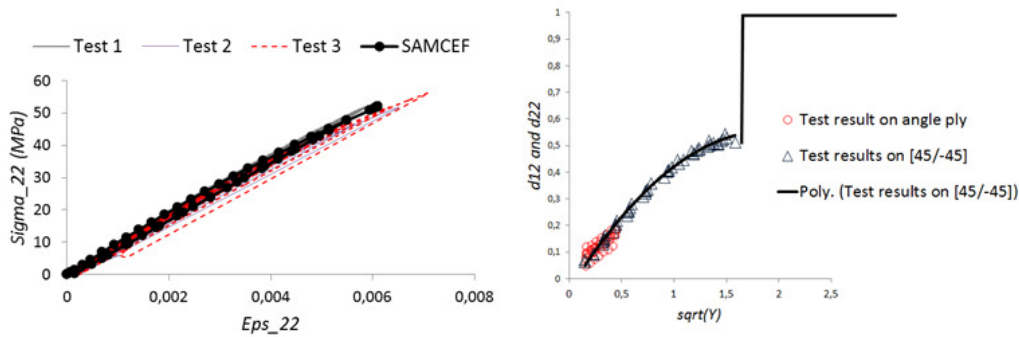 Test 1
Test 2
Test 3
SAMCEF
60
50
40
30
20
10
0
Sigma_22 (MPa)
0
0,002
0,004
0,006
0,008
Eps_22
1
0,9
0,8
0,7
0,6
0,5
0,4
0,3
0,2
0,1
0
d12 and d22
0
0,5
1
1,5
2
2,5
sqrt(Y)
Test result on angle ply
Test results on [45/-45]
Poly. (Test results on [45/-45])